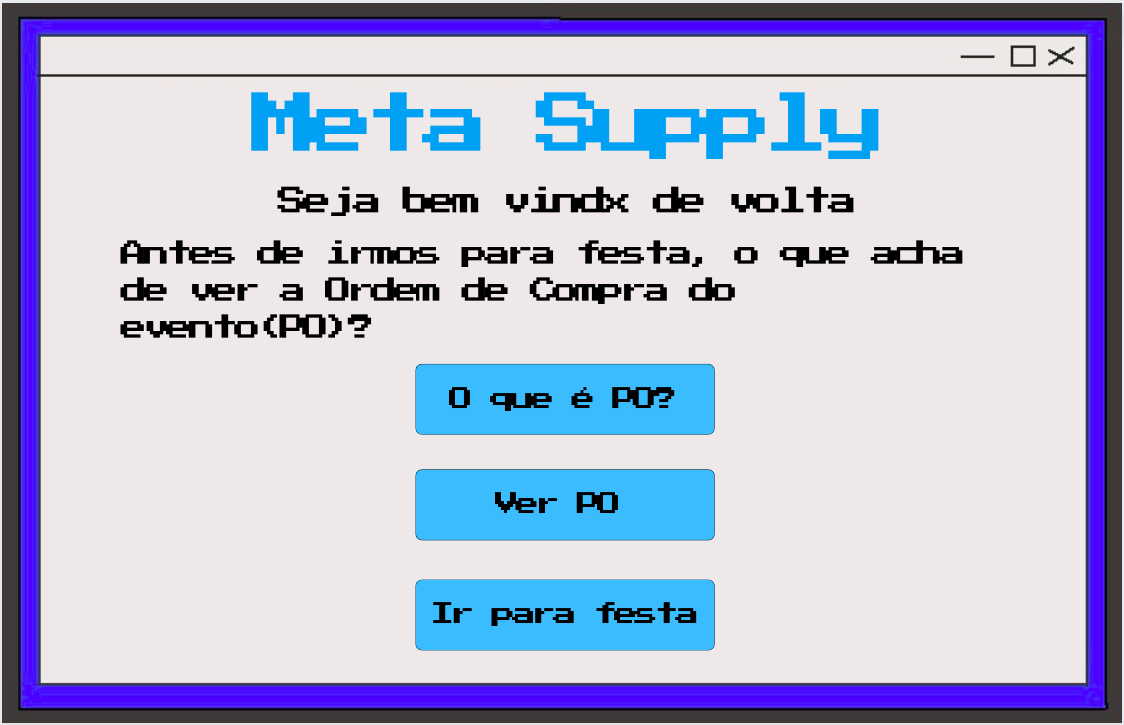 Meta Supply
Seja bem vindx de volta
Antes de irmos para festa, o que acha
de ver a Ordem de Compra do
evento(PO)?
O que é PO?
Ver PO
Ir para festa